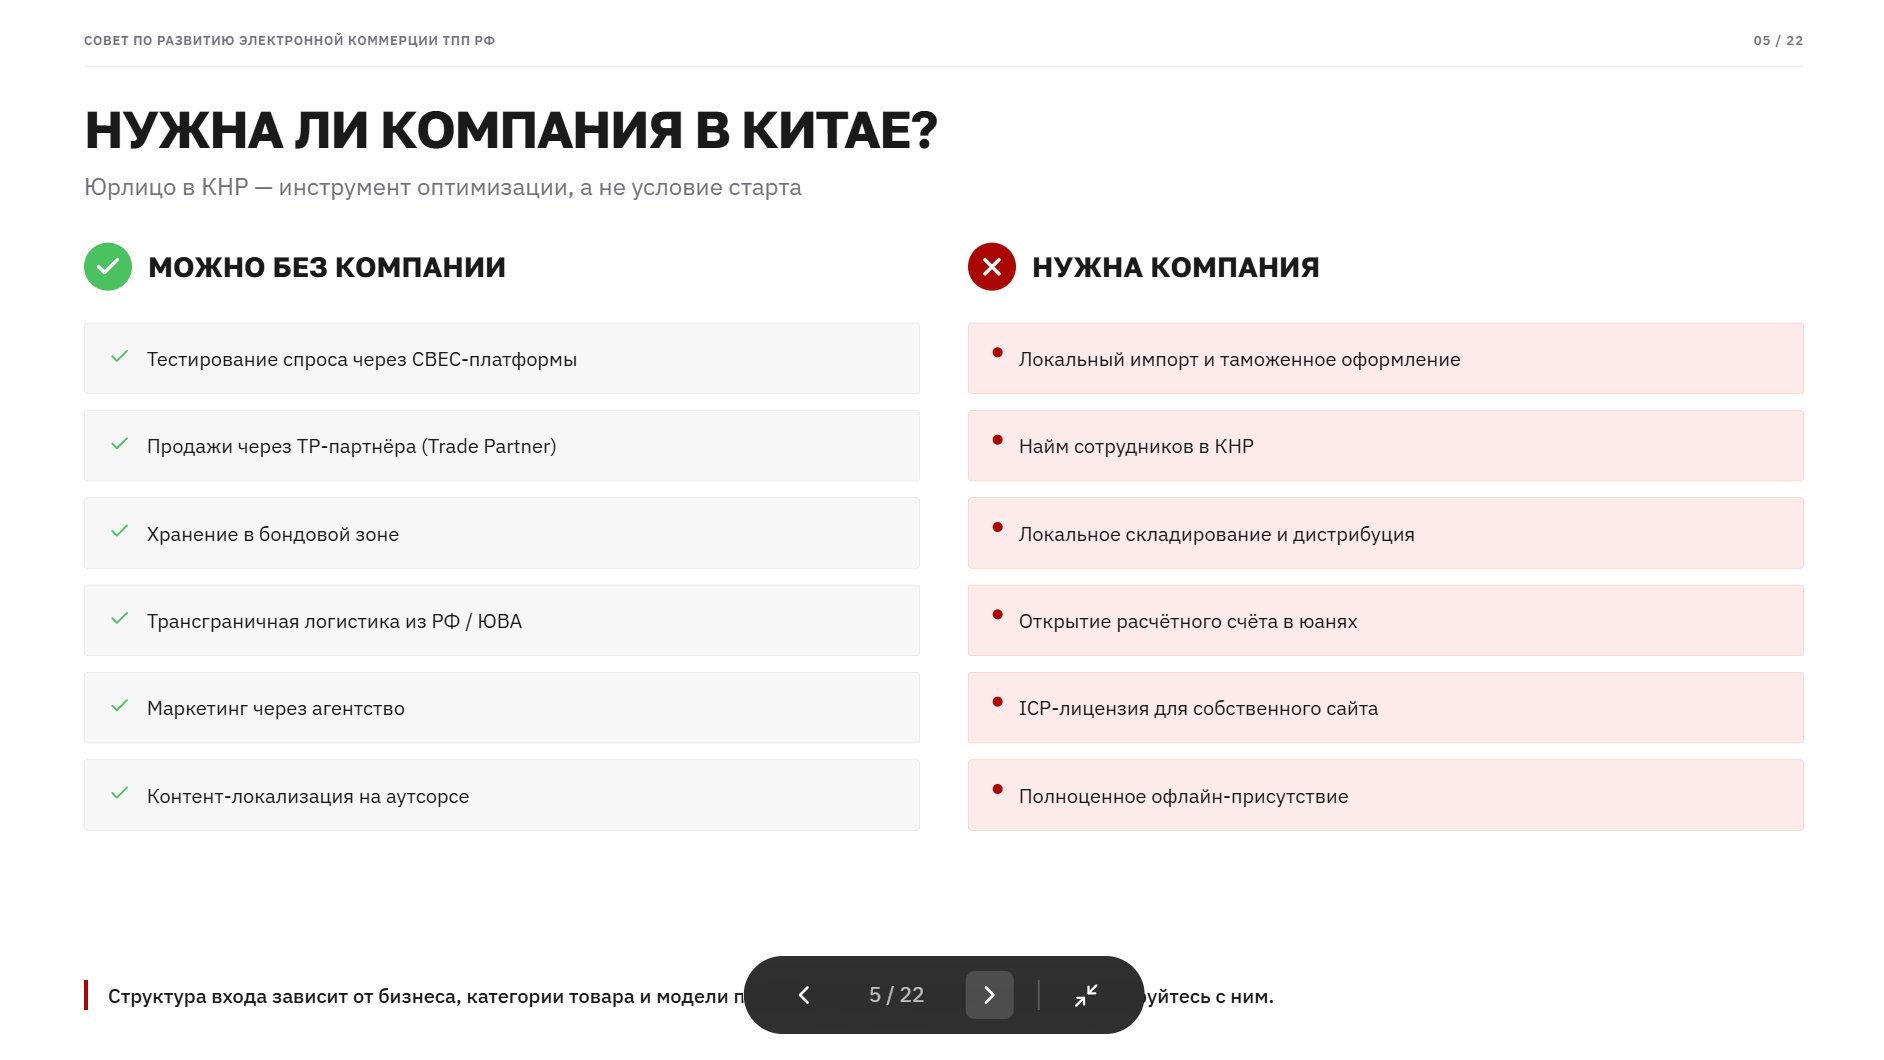 СОВЕТ ПО РАЗВИТИЮ ЭЛЕКТРОННОЙ КОММЕРЦИИ ТПП РФ
05 / 22
НУЖНА ЛИ КОМПАНИЯ В КИТАЕ?
Юрлицо в КНР — инструмент оптимизации, а не условие старта
МОЖНО БЕЗ КОМПАНИИ
Тестирование спроса через CBEC-платформы
Продажи через TP-партнёра (Trade Partner)
Хранение в бондовой зоне
Трансграничная логистика из РФ / ЮВА
Маркетинг через агентство
Контент-локализация на аутсорсе
НУЖНА КОМПАНИЯ
Локальный импорт и таможенное оформление
Найм сотрудников в КНР
Локальное складирование и дистрибуция
Открытие расчётного счёта в юанях
ICP-лицензия для собственного сайта
Полноценное офлайн-присутствие
Структура входа зависит от бизнеса, категории товара и модели с ним.
5 / 22